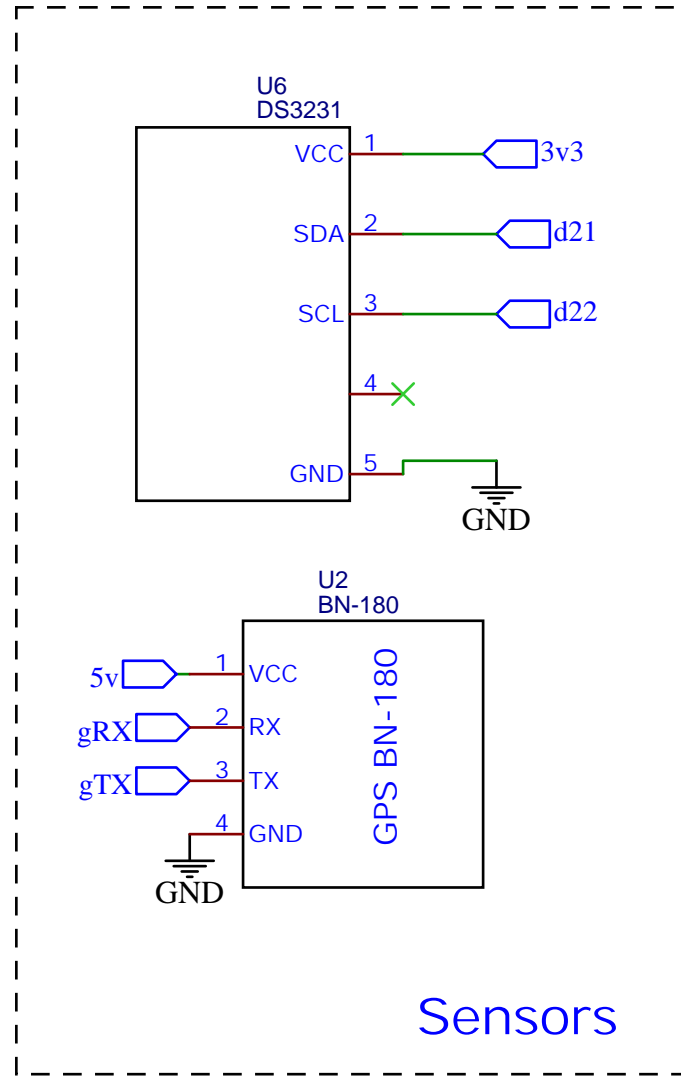 U6
DS3231
VCC 1 3v3
SDA 2 d21
SCL 3 d22
4
GND 5
GND
U2
BN-180
5v 1 VCC
gRX 2 RX
gTX 3 TX
4 GND
GND
GPS BN-180
Sensors